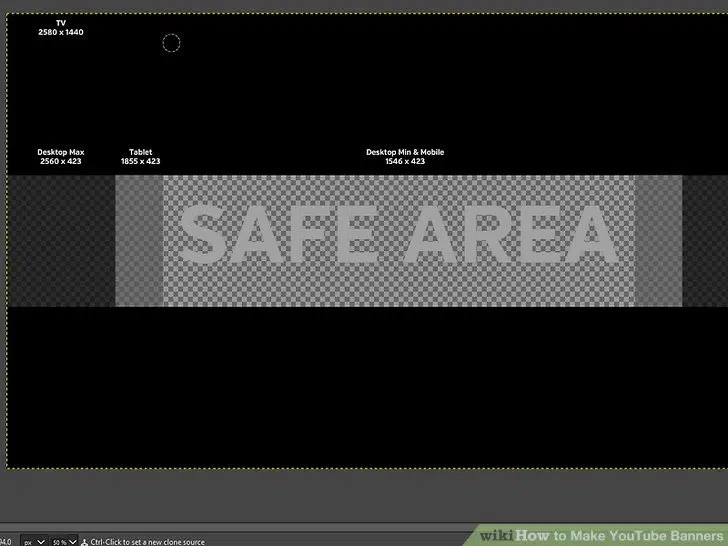 TV
2580 x 1440
Desktop Max
2560 x 423
Tablet
1855 x 423
Desktop Min & Mobile
1546 x 423
SAFE AREA
94.0 px 50 % Ctrl-Click to set a new clone source
wikiHow to Make YouTube Banners